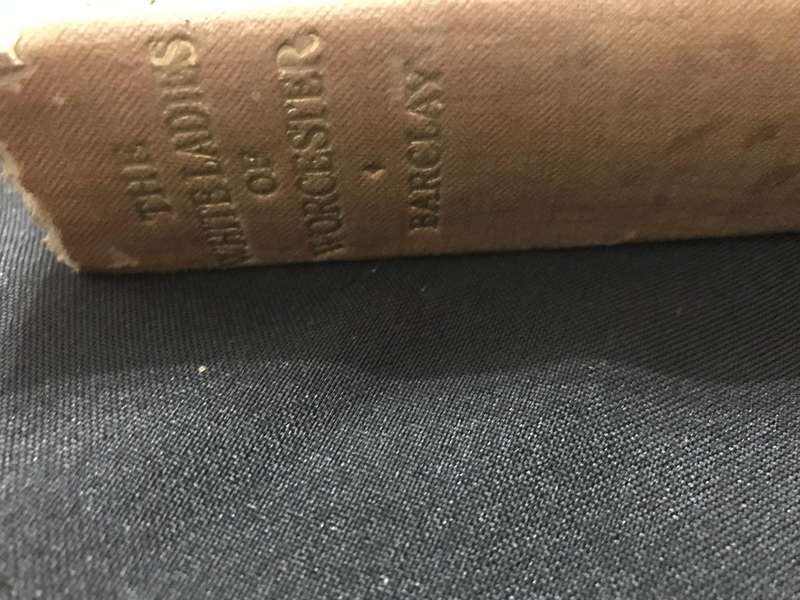 THE
WHITE LADIES
OF
WORCESTER
BARCLAY